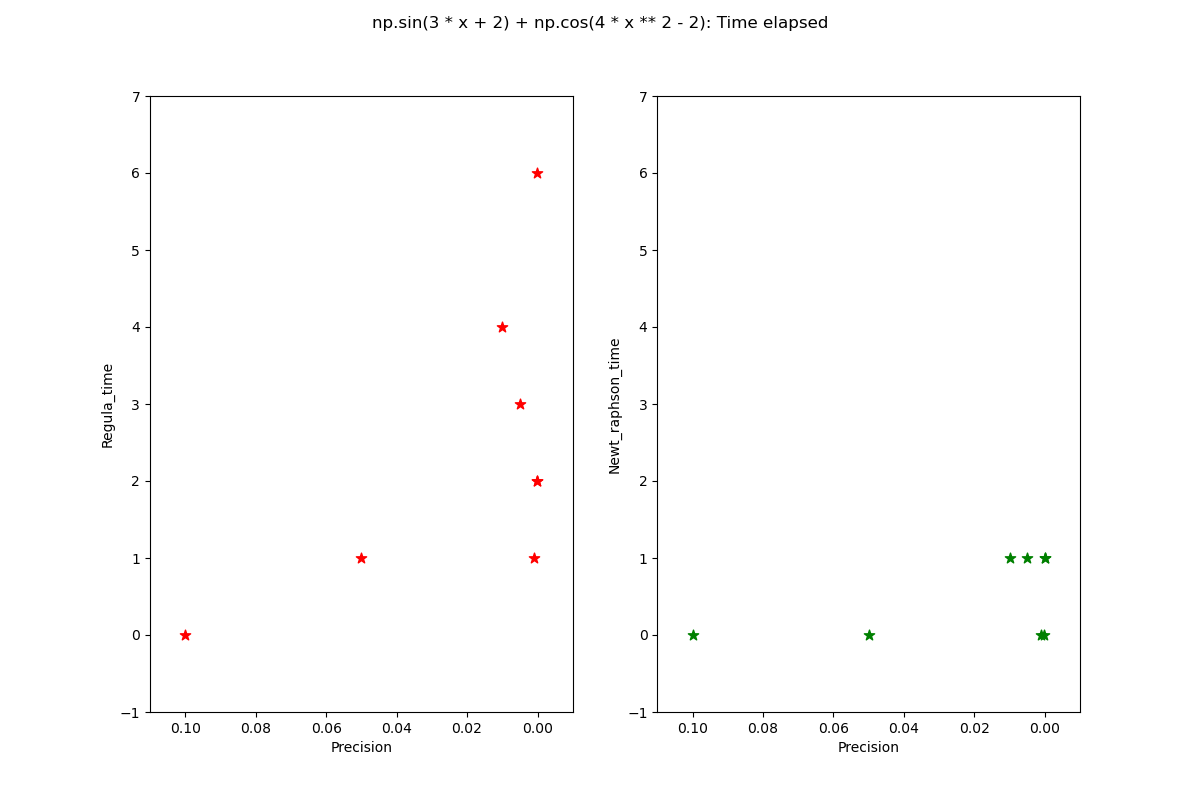 np.sin(3 * x + 2) + np.cos(4 * x ** 2 - 2): Time elapsed
7
6
5
4
3
2
1
0
−1
Regula_time
0.10 0.08 0.06 0.04 0.02 0.00
Precision
7
6
5
4
3
2
1
0
−1
Newt_raphson_time
0.10 0.08 0.06 0.04 0.02 0.00
Precision